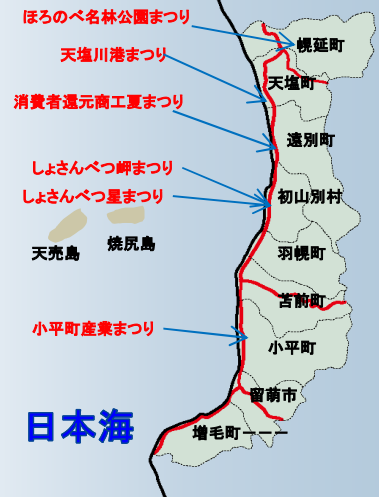 ほろのべ名林公園まつり
幌延町
天塩川港まつり
天塩町
消費者還元商工夏まつり
遠別町
しょさんべつ岬まつり
しょさんべつ星まつり
初山別村
天売島
焼尻島
羽幌町
苫前町
小平町産業まつり
小平町
留萌市
日本海
増毛町ーーー